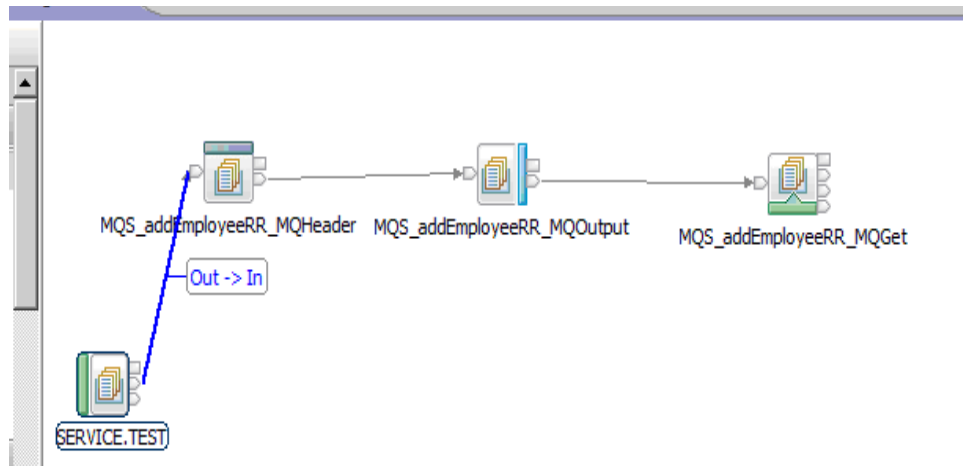 MQS_addEmployeeRR_MQHeader
MQS_addEmployeeRR_MQOutput
MQS_addEmployeeRR_MQGet
Out -> In
SERVICE.TEST